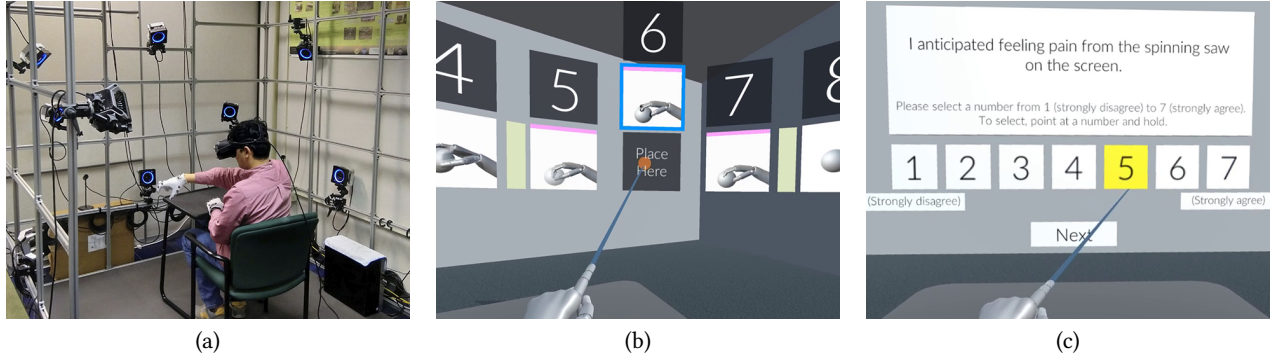 4
5
6
7
8
Place
Here
I anticipated feeling pain from the spinning saw
on the screen.
Please select a number from 1 (strongly disagree) to 7 (strongly agree).
To select, point at a number and hold.
1 2 3 4 5 6 7
(Strongly disagree) (Strongly agree)
Next
(a) (b) (c)